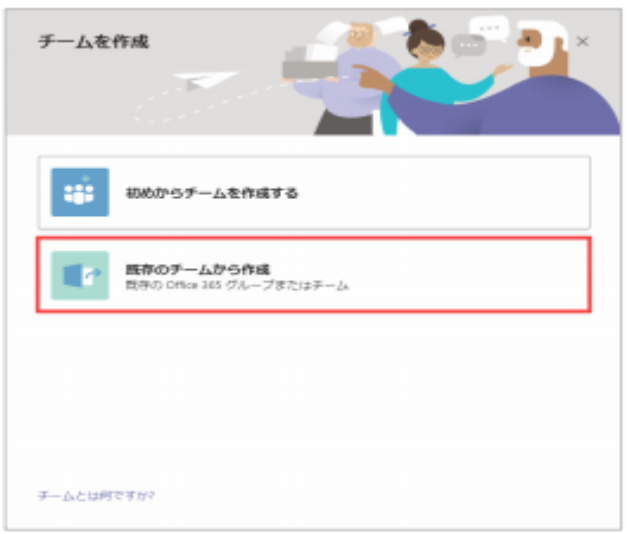 チームを作成
初めからチームを作成する
既存のチームから作成
既存の Office 365 グループまたはチーム
チームとは何ですか?